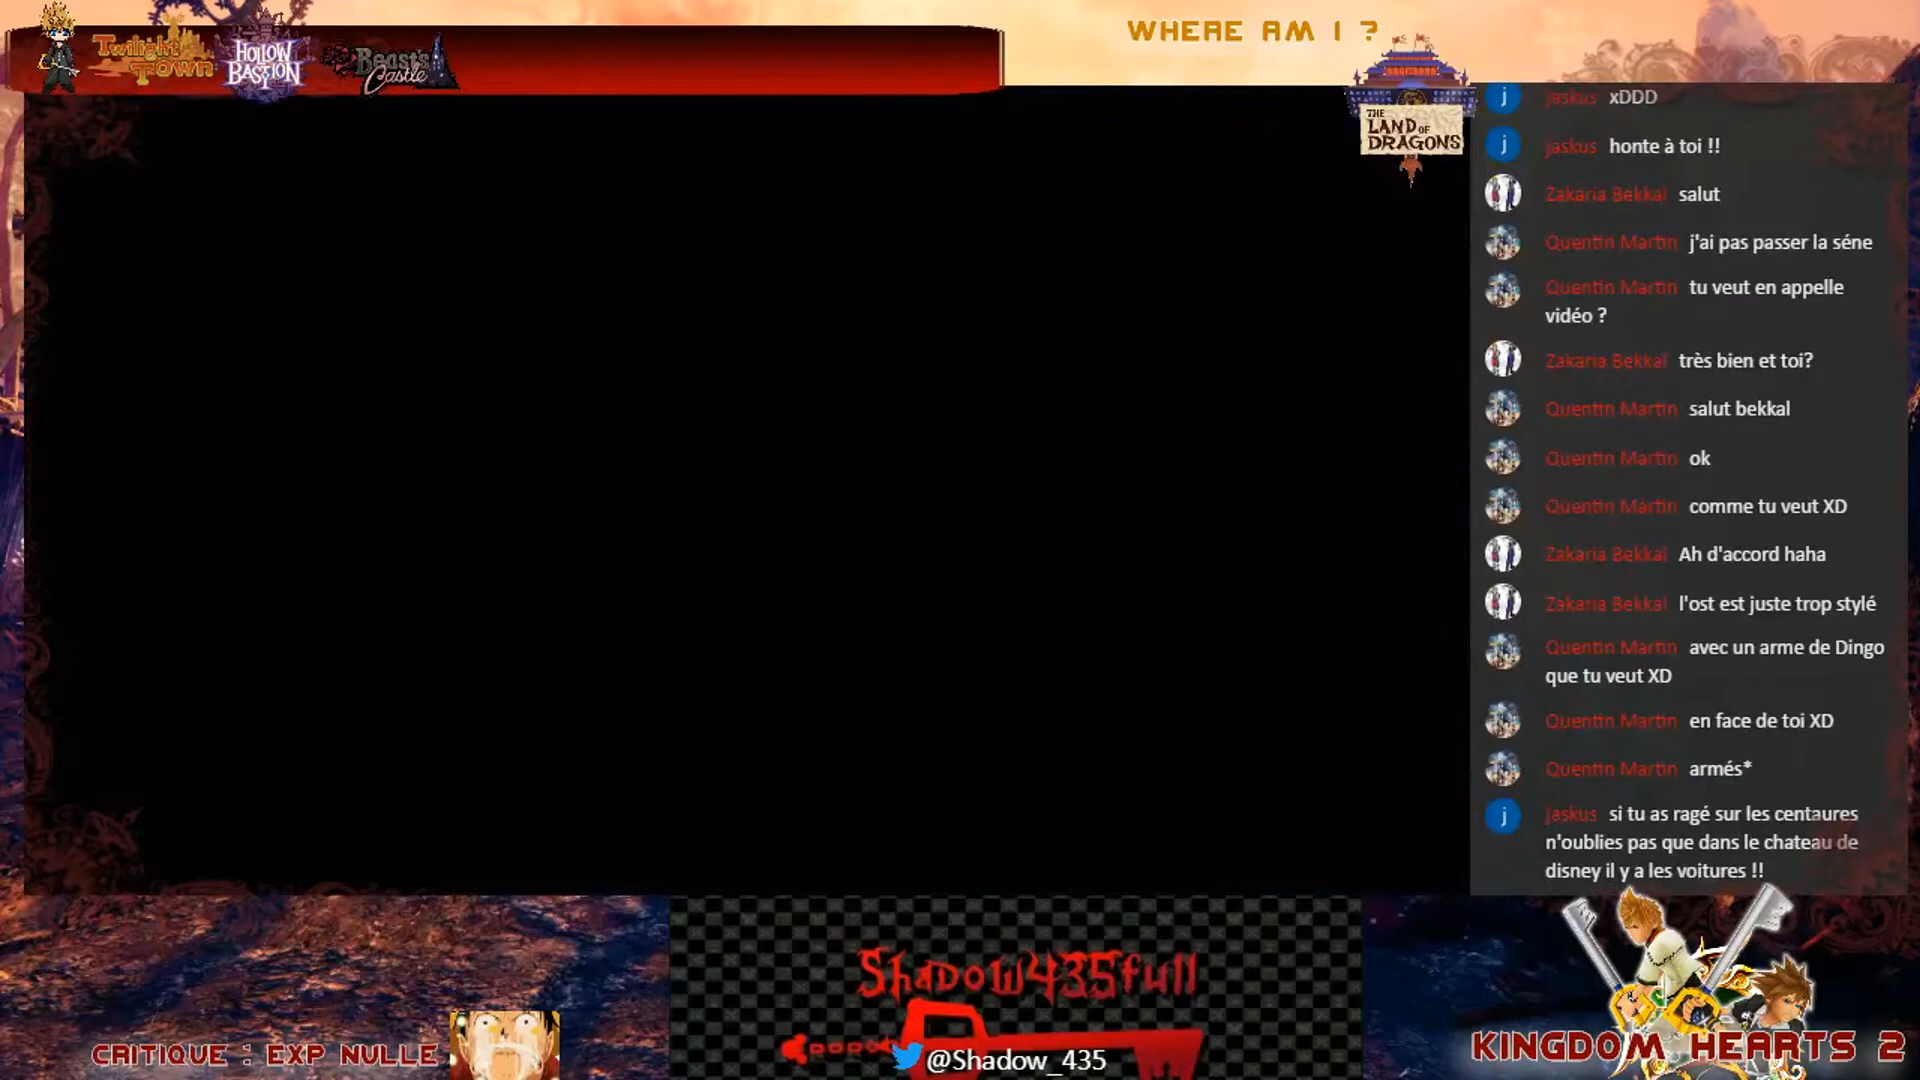 Twilight Town
HOLLOW BASTION
Beast's Castle
WHERE AM I ?
THE LAND OF DRAGONS
jaskus xDDD
jaskus honte à toi !!
Zakaria Bekkal salut
Quentin Martin j'ai pas passer la séne
Quentin Martin tu veut en appelle
vidéo ?
Zakaria Bekkal très bien et toi?
Quentin Martin salut bekkal
Quentin Martin ok
Quentin Martin comme tu veut XD
Zakaria Bekkal Ah d'accord haha
Zakaria Bekkal l'ost est juste trop stylé
Quentin Martin avec un arme de Dingo
que tu veut XD
Quentin Martin en face de toi XD
Quentin Martin armés*
jaskus si tu as ragé sur les centaures
n'oublies pas que dans le chateau de
disney il y a les voitures !!
Shadow435full
@Shadow_435
CRITIQUE : EXP NULLE
KINGDOM HEARTS 2